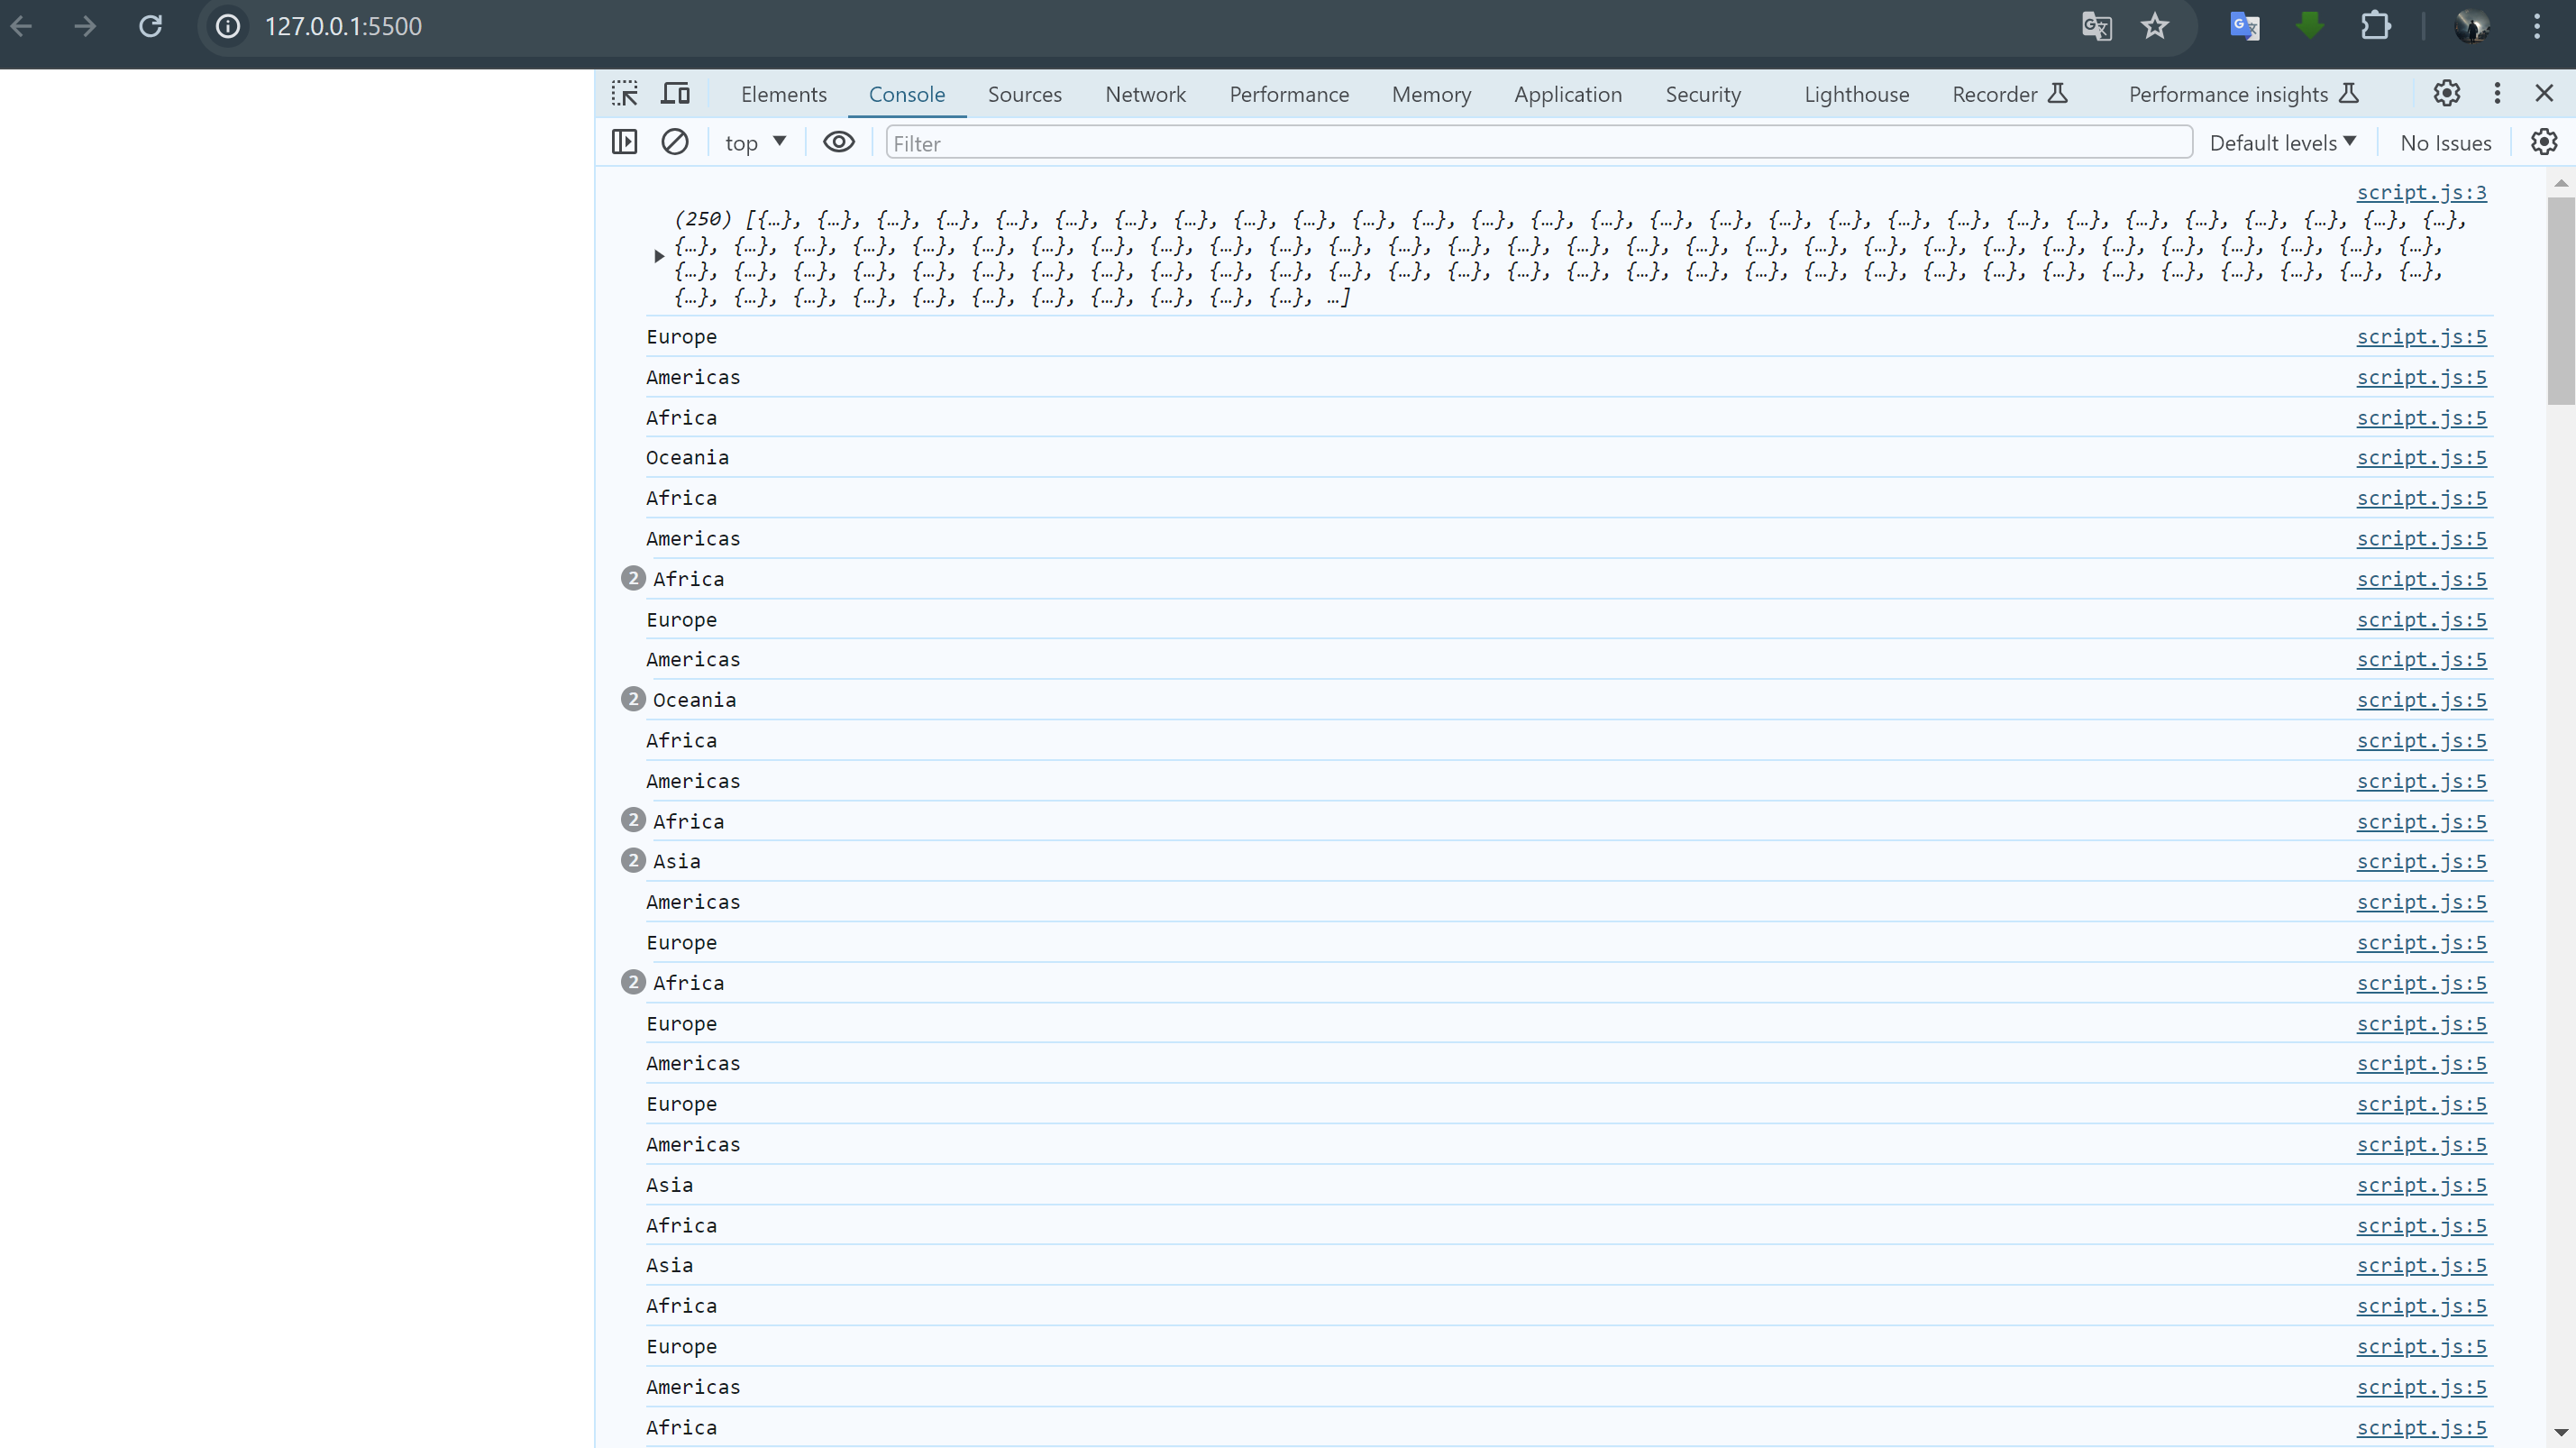 127.0.0.1:5500
Elements Console Sources Network Performance Memory Application Security Lighthouse Recorder Performance insights
top Filter Default levels No Issues
script.js:3
(250) [{…}, {…}, {…}, {…}, {…}, {…}, {…}, {…}, {…}, {…}, {…}, {…}, {…}, {…}, {…}, {…}, {…}, {…}, {…}, {…}, {…}, {…}, {…}, {…}, {…}, {…}, {…}, {…}, {…},
{…}, {…}, {…}, {…}, {…}, {…}, {…}, {…}, {…}, {…}, {…}, {…}, {…}, {…}, {…}, {…}, {…}, {…}, {…}, {…}, {…}, {…}, {…}, {…}, {…}, {…}, {…}, {…}, {…}, {…},
{…}, {…}, {…}, {…}, {…}, {…}, {…}, {…}, {…}, {…}, {…}, {…}, {…}, {…}, {…}, {…}, {…}, {…}, {…}, {…}, {…}, {…}, {…}, {…}, {…}, {…}, {…}, {…}, {…}, {…},
{…}, {…}, {…}, {…}, {…}, {…}, {…}, {…}, {…}, {…}, {…}, …]
Europe script.js:5
Americas script.js:5
Africa script.js:5
Oceania script.js:5
Africa script.js:5
Americas script.js:5
2 Africa script.js:5
Europe script.js:5
Americas script.js:5
2 Oceania script.js:5
Africa script.js:5
Americas script.js:5
2 Africa script.js:5
2 Asia script.js:5
Americas script.js:5
Europe script.js:5
2 Africa script.js:5
Europe script.js:5
Americas script.js:5
Europe script.js:5
Americas script.js:5
Asia script.js:5
Africa script.js:5
Asia script.js:5
Africa script.js:5
Europe script.js:5
Americas script.js:5
Africa script.js:5